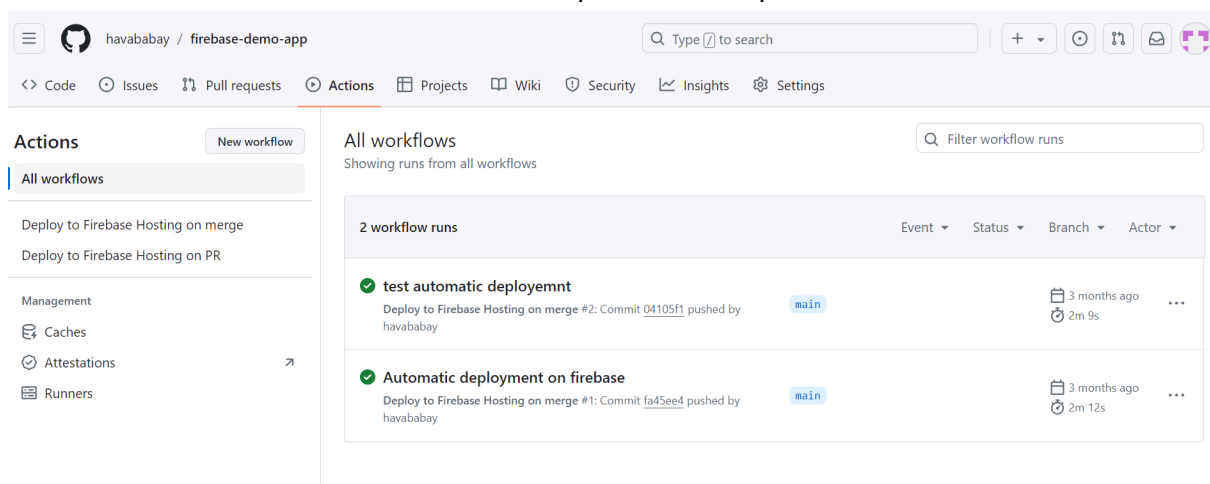 havababay / firebase-demo-app
Type / to search
Code Issues Pull requests Actions Projects Wiki Security Insights Settings
Actions
New workflow
All workflows
Deploy to Firebase Hosting on merge
Deploy to Firebase Hosting on PR
Management
Caches
Attestations
Runners
All workflows
Showing runs from all workflows
Filter workflow runs
2 workflow runs
Event Status Branch Actor
test automatic deployemnt
Deploy to Firebase Hosting on merge #2: Commit 04105f1 pushed by
havababay
main
3 months ago
2m 9s
Automatic deployment on firebase
Deploy to Firebase Hosting on merge #1: Commit fa45ee4 pushed by
havababay
main
3 months ago
2m 12s